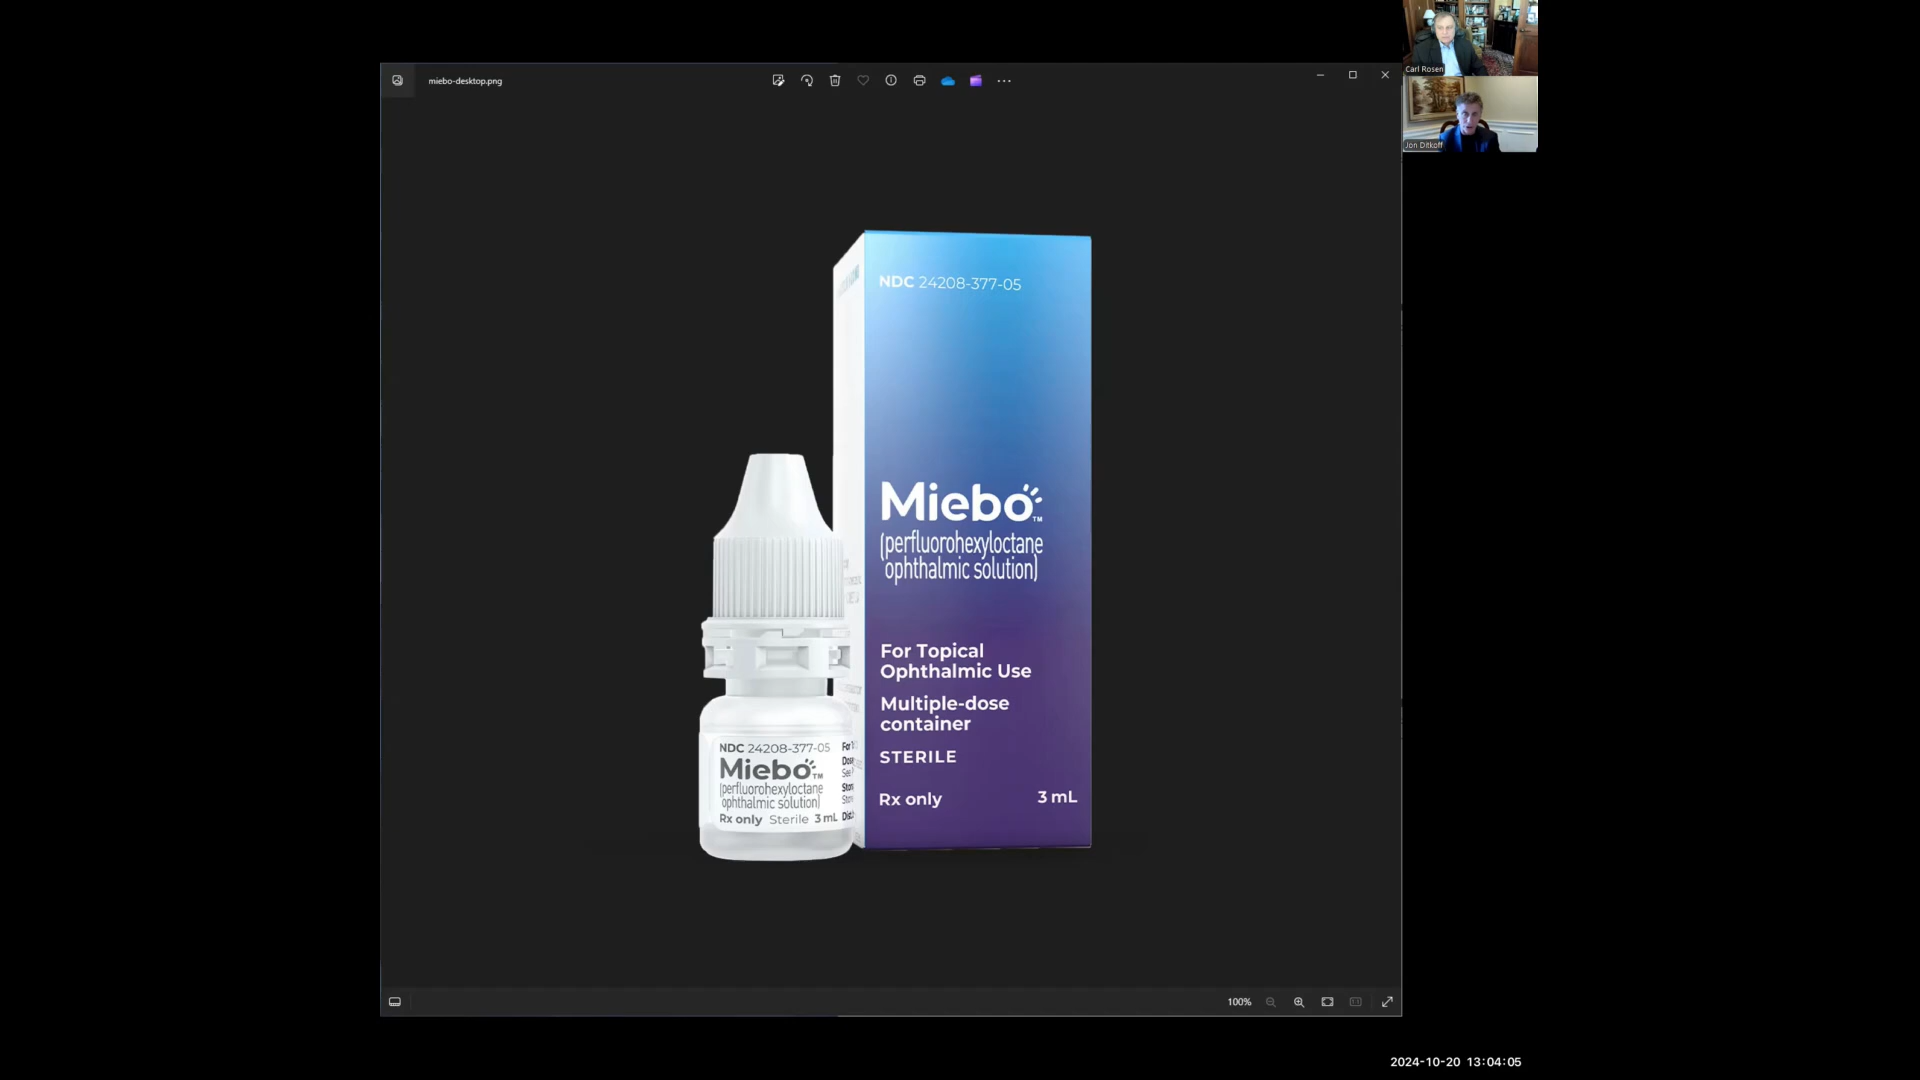 miebo-desktop.png
Carl Rosen
Jon Ditkoff
NDC 24208-377-05
Miebo™
(perfluorohexyloctane
ophthalmic solution)
For Topical
Ophthalmic Use
Multiple-dose
container
STERILE
Rx only 3 mL
NDC 24208-377-05
Miebo™
(perfluorohexyloctane
ophthalmic solution)
Rx only Sterile 3 mL
100%
2024-10-20 13:04:05